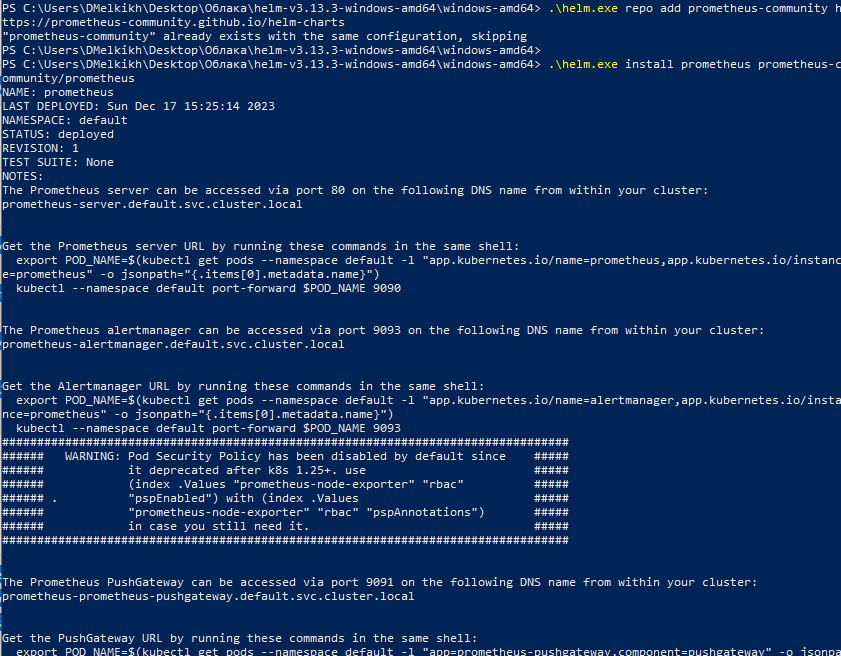 PS C:\Users\DMelkikh\Desktop\Облака\helm-v3.13.3-windows-amd64\windows-amd64> .\helm.exe repo add prometheus-community h
ttps://prometheus-community.github.io/helm-charts
"prometheus-community" already exists with the same configuration, skipping
PS C:\Users\DMelkikh\Desktop\Облака\helm-v3.13.3-windows-amd64\windows-amd64>
PS C:\Users\DMelkikh\Desktop\Облака\helm-v3.13.3-windows-amd64\windows-amd64> .\helm.exe install prometheus prometheus-c
ommunity/prometheus
NAME: prometheus
LAST DEPLOYED: Sun Dec 17 15:25:14 2023
NAMESPACE: default
STATUS: deployed
REVISION: 1
TEST SUITE: None
NOTES:
The Prometheus server can be accessed via port 80 on the following DNS name from within your cluster:
prometheus-server.default.svc.cluster.local
Get the Prometheus server URL by running these commands in the same shell:
export POD_NAME=$(kubectl get pods --namespace default -l "app.kubernetes.io/name=prometheus,app.kubernetes.io/instanc
e=prometheus" -o jsonpath="{.items[0].metadata.name}")
kubectl --namespace default port-forward $POD_NAME 9090
The Prometheus alertmanager can be accessed via port 9093 on the following DNS name from within your cluster:
prometheus-alertmanager.default.svc.cluster.local
Get the Alertmanager URL by running these commands in the same shell:
export POD_NAME=$(kubectl get pods --namespace default -l "app.kubernetes.io/name=alertmanager,app.kubernetes.io/insta
nce=prometheus" -o jsonpath="{.items[0].metadata.name}")
kubectl --namespace default port-forward $POD_NAME 9093
#################################################################################
###### WARNING: Pod Security Policy has been disabled by default since #####
###### it deprecated after k8s 1.25+. use #####
###### (index .Values "prometheus-node-exporter" "rbac" #####
###### . "pspEnabled") with (index .Values #####
###### "prometheus-node-exporter" "rbac" "pspAnnotations") #####
###### in case you still need it. #####
#################################################################################
The Prometheus PushGateway can be accessed via port 9091 on the following DNS name from within your cluster:
prometheus-prometheus-pushgateway.default.svc.cluster.local
Get the PushGateway URL by running these commands in the same shell:
export POD_NAME=$(kubectl get pods --namespace default -l "app=prometheus-pushgateway,component=pushgateway" -o jsonpa